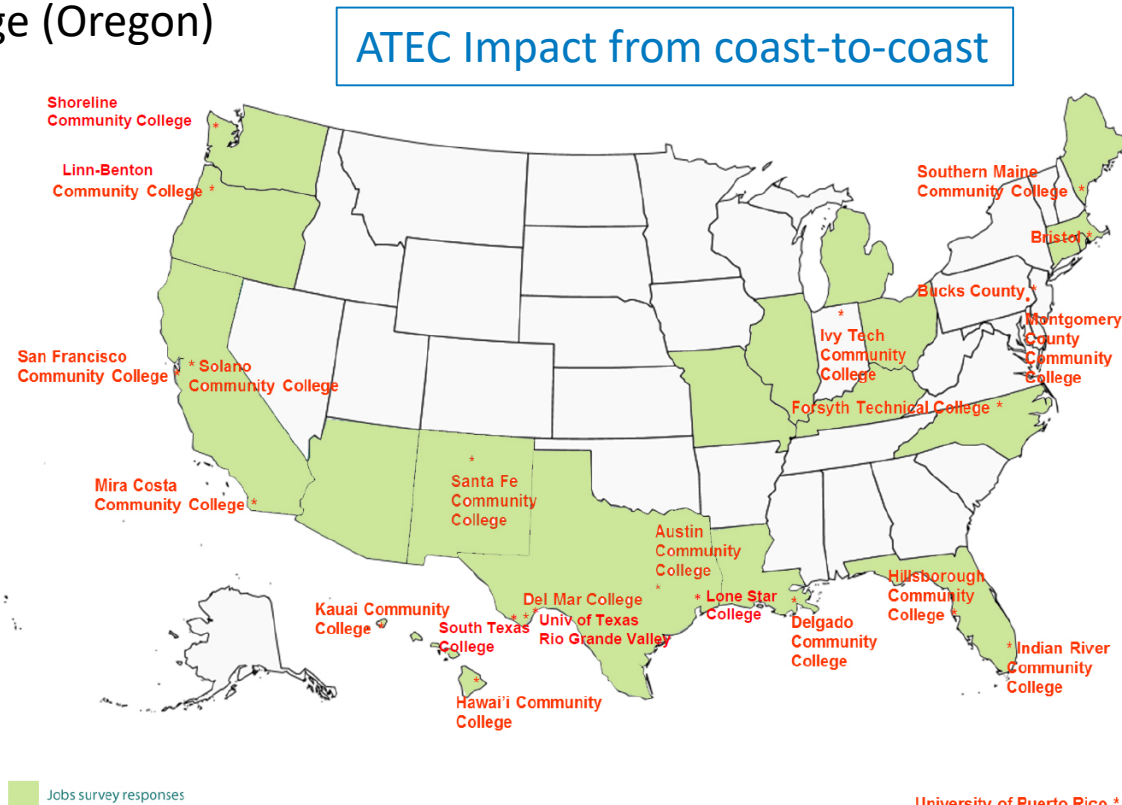 ge (Oregon)
ATEC Impact from coast-to-coast
Shoreline
Community College *
Linn-Benton
Community College *
Southern Maine
Community College *
Bristol *
Bucks County *
Montgomery
County
Community
College
* Ivy Tech
Community
College
San Francisco
Community College *
* Solano
Community College
Forsyth Technical College *
Mira Costa
Community College *
* Santa Fe
Community
College
Austin
Community
College
*
Hillsborough
Community
College *
Del Mar College
* Lone Star
College
* Delgado
Community
College
Kauai Community
College *
South Texas
College
Univ of Texas
Rio Grande Valley
* Indian River
Community
College
* Hawai'i Community
College
Jobs survey responses
University of Puerto Rico *